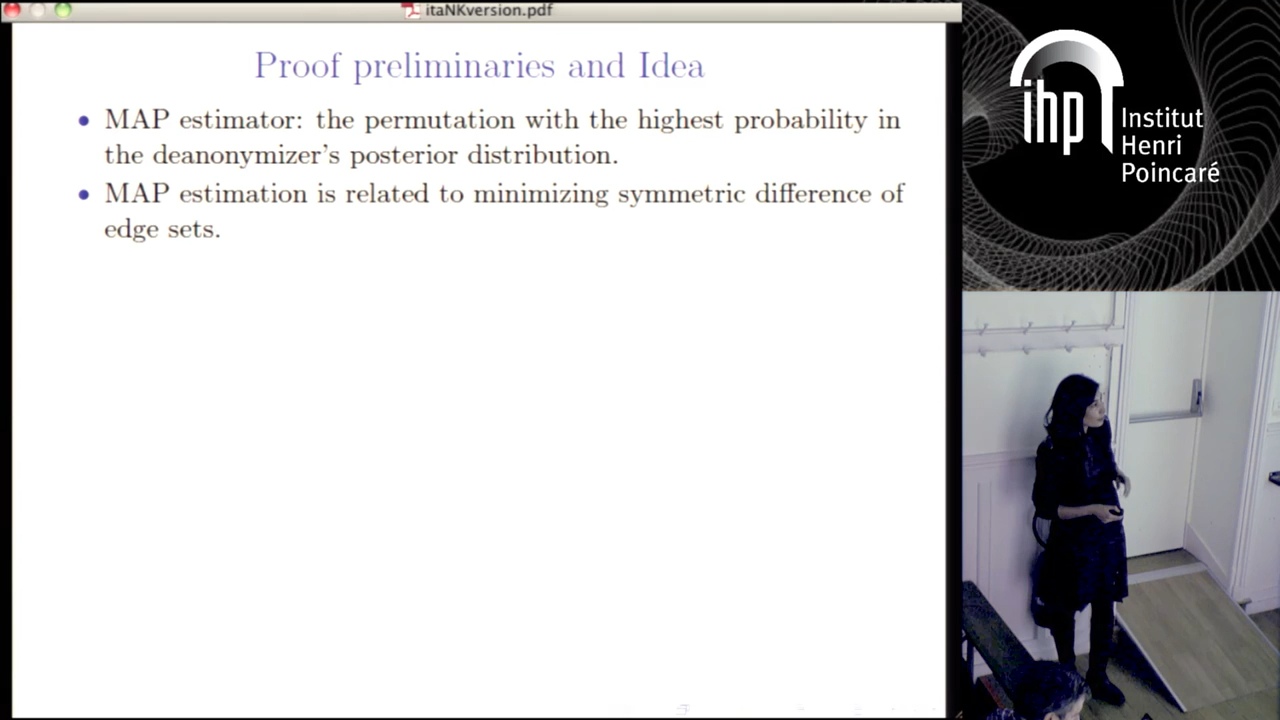 itaNKversion.pdf
Proof preliminaries and Idea
• MAP estimator: the permutation with the highest probability in
the deanonymizer's posterior distribution.
• MAP estimation is related to minimizing symmetric difference of
edge sets.
ihp
Institut
Henri
Poincaré